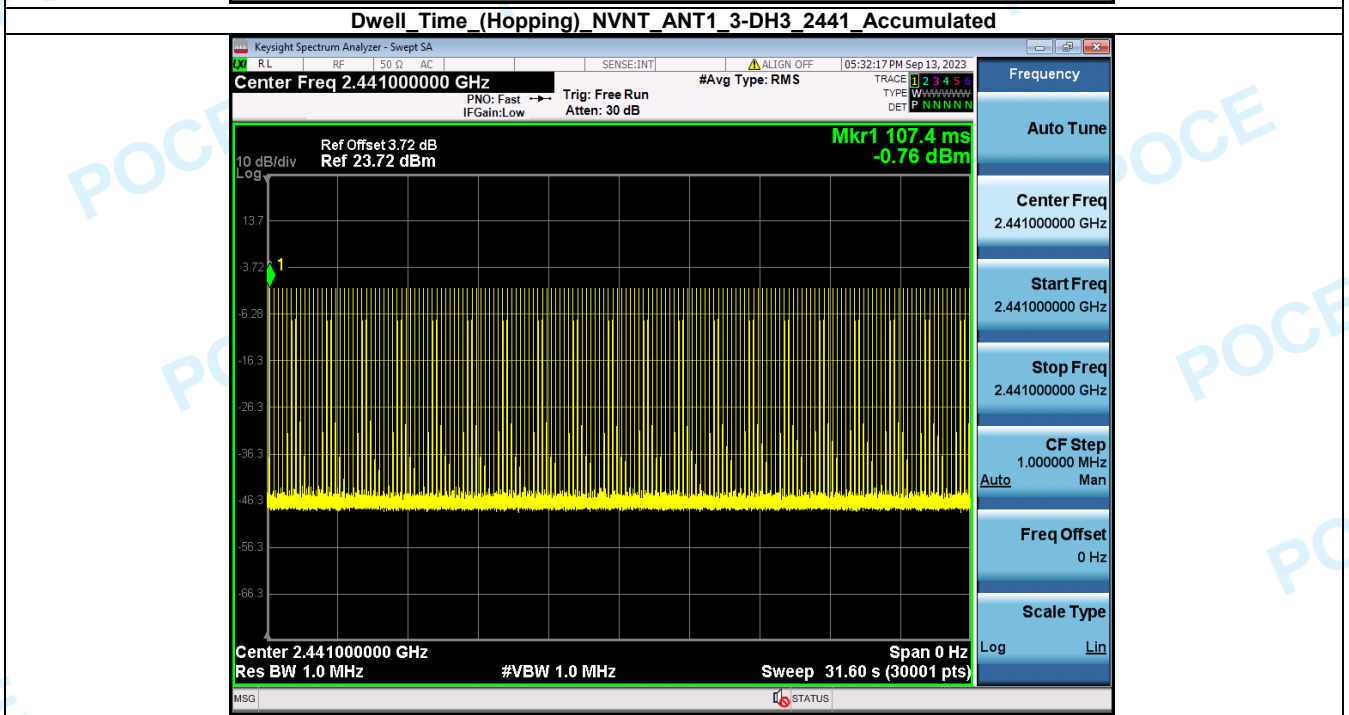 Dwell_Time_(Hopping)_NVNT_ANT1_3-DH3_2441_Accumulated
Keysight Spectrum Analyzer - Swept SA
LXI RL RF 50 Ω AC SENSE:INT ALIGN OFF 05:32:17 PM Sep 13, 2023
Center Freq 2.441000000 GHz
#Avg Type: RMS
TRACE 1 2 3 4 5 6
TYPE WWWWWW
DET P N N N N N
PNO: Fast
IFGain:Low
Trig: Free Run
Atten: 30 dB
Ref Offset 3.72 dB
Ref 23.72 dBm
10 dB/div
Log
Mkr1 107.4 ms
-0.76 dBm
1
13.7
3.72
-6.28
-16.3
-26.3
-36.3
-46.3
-56.3
-66.3
Center 2.441000000 GHz
Span 0 Hz
Res BW 1.0 MHz
#VBW 1.0 MHz
Sweep 31.60 s (30001 pts)
MSG
STATUS
Frequency
Auto Tune
Center Freq
2.441000000 GHz
Start Freq
2.441000000 GHz
Stop Freq
2.441000000 GHz
CF Step
1.000000 MHz
Auto Man
Freq Offset
0 Hz
Scale Type
Log Lin
POCE
POCE
POCE